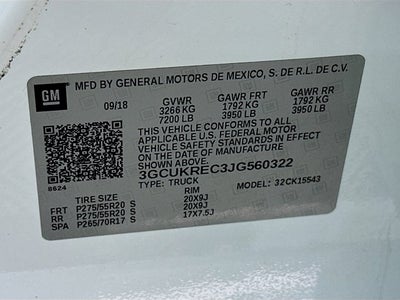 GM
MFD BY GENERAL MOTORS DE MEXICO, S. DE R.L. DE C.V.
09/18 GVWR GAWR FRT GAWR RR
3266 KG 1792 KG 1792 KG
7200 LB 3950 LB 3950 LB
THIS VEHICLE CONFORMS TO ALL
APPLICABLE U.S. FEDERAL MOTOR
VEHICLE SAFETY STANDARDS IN EFFECT
ON THE DATE OF MANUFACTURE SHOWN ABOVE.
3GCUKREC3JG560322
8624 TYPE: TRUCK MODEL: 32CK15543
TIRE SIZE RIM
FRT P275/55R20 S 20X9J
RR P275/55R20 S 20X9J
SPA P265/70R17 S 17X7.5J